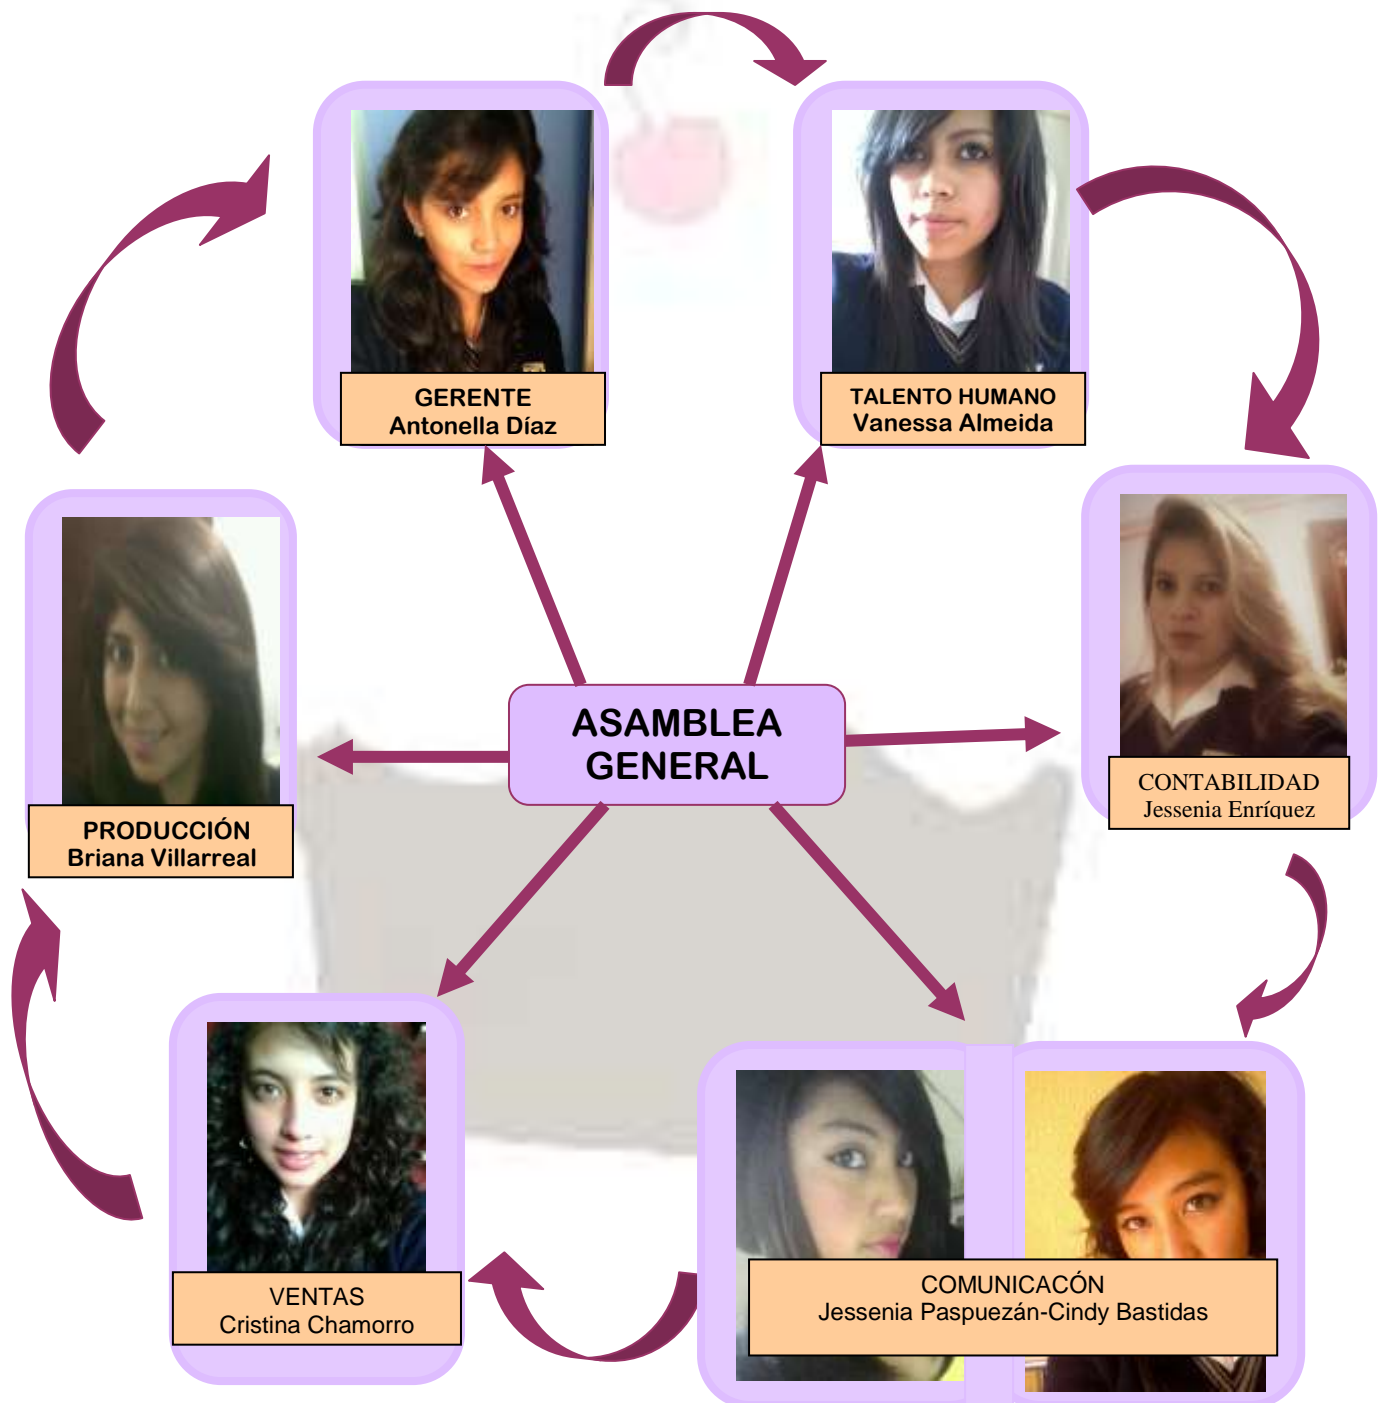 GERENTE
Antonella Díaz
TALENTO HUMANO
Vanessa Almeida
CONTABILIDAD
Jessenia Enríquez
ASAMBLEA
GENERAL
PRODUCCIÓN
Briana Villarreal
VENTAS
Cristina Chamorro
COMUNICACÓN
Jessenia Paspuezán-Cindy Bastidas